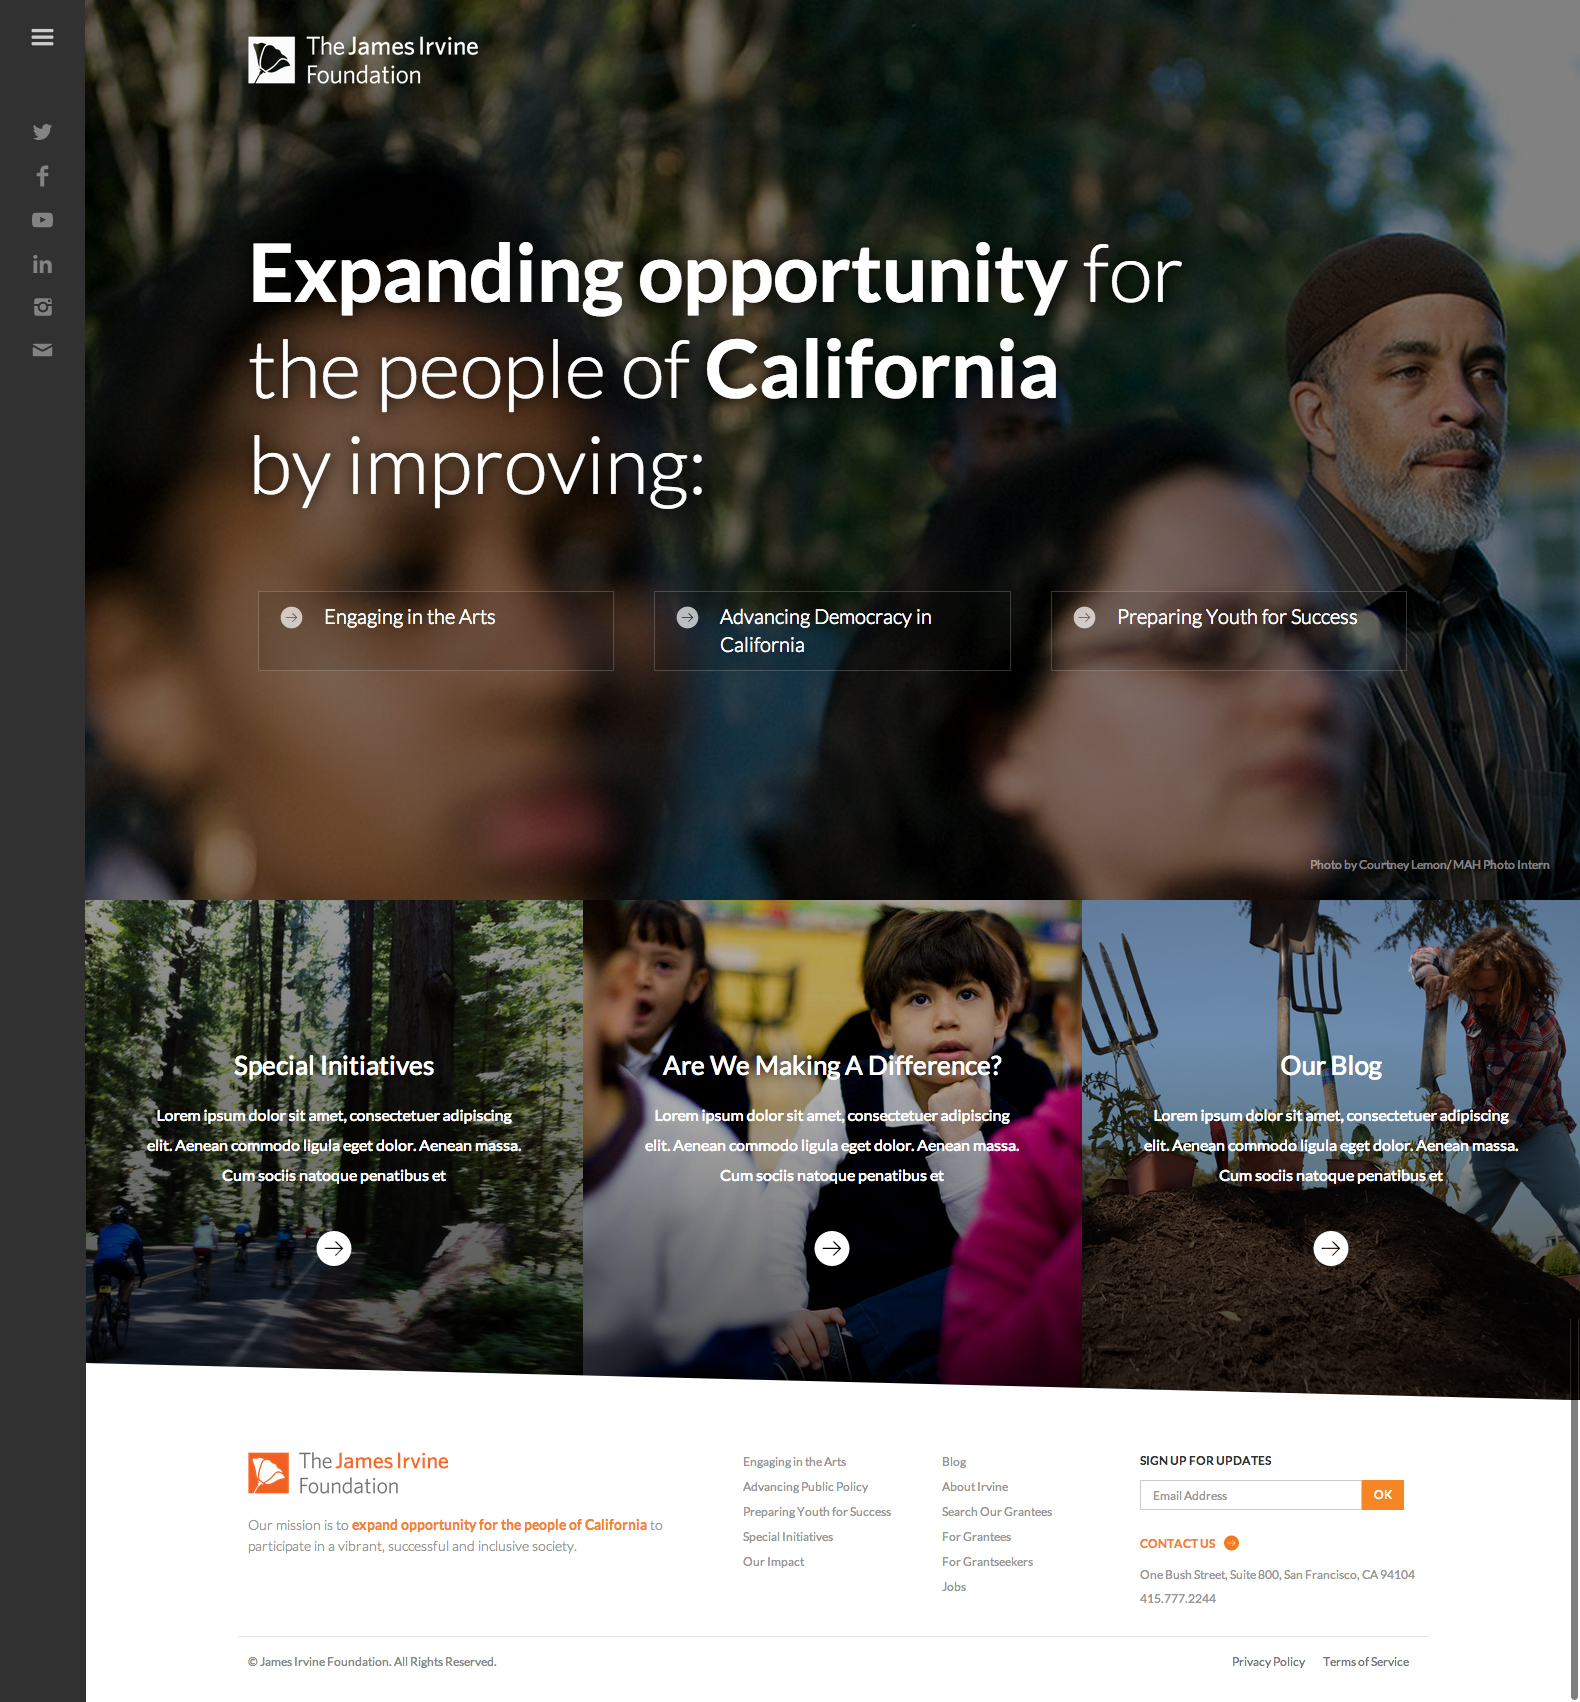 The James Irvine
Foundation
Expanding opportunity for
the people of California
by improving:
Engaging in the Arts
Advancing Democracy in
California
Preparing Youth for Success
Photo by Courtney Lemon/ MAH Photo Intern
Special Initiatives
Lorem ipsum dolor sit amet, consectetuer adipiscing
elit. Aenean commodo ligula eget dolor. Aenean massa.
Cum sociis natoque penatibus et
Are We Making A Difference?
Lorem ipsum dolor sit amet, consectetuer adipiscing
elit. Aenean commodo ligula eget dolor. Aenean massa.
Cum sociis natoque penatibus et
Our Blog
Lorem ipsum dolor sit amet, consectetuer adipiscing
elit. Aenean commodo ligula eget dolor. Aenean massa.
Cum sociis natoque penatibus et
The James Irvine
Foundation
Our mission is to expand opportunity for the people of California to
participate in a vibrant, successful and inclusive society.
Engaging in the Arts
Advancing Public Policy
Preparing Youth for Success
Special Initiatives
Our Impact
Blog
About Irvine
Search Our Grantees
For Grantees
For Grantseekers
Jobs
SIGN UP FOR UPDATES
Email Address
OK
CONTACT US
One Bush Street, Suite 800, San Francisco, CA 94104
415.777.2244
© James Irvine Foundation. All Rights Reserved.
Privacy Policy
Terms of Service